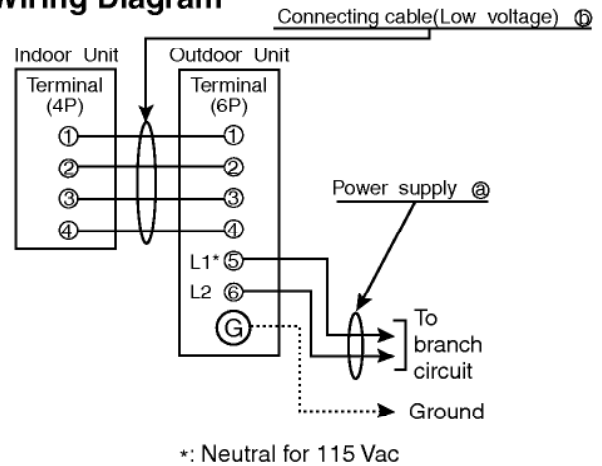 Diagram
Connecting cable(Low voltage) ⓑ
Indoor Unit
Outdoor Unit
Terminal
(4P)
Terminal
(6P)
① ①
② ②
③ ③
④ ④
Power supply ⓐ
L1* ⑤
L2 ⑥
G
To
branch
circuit
Ground
*: Neutral for 115 Vac